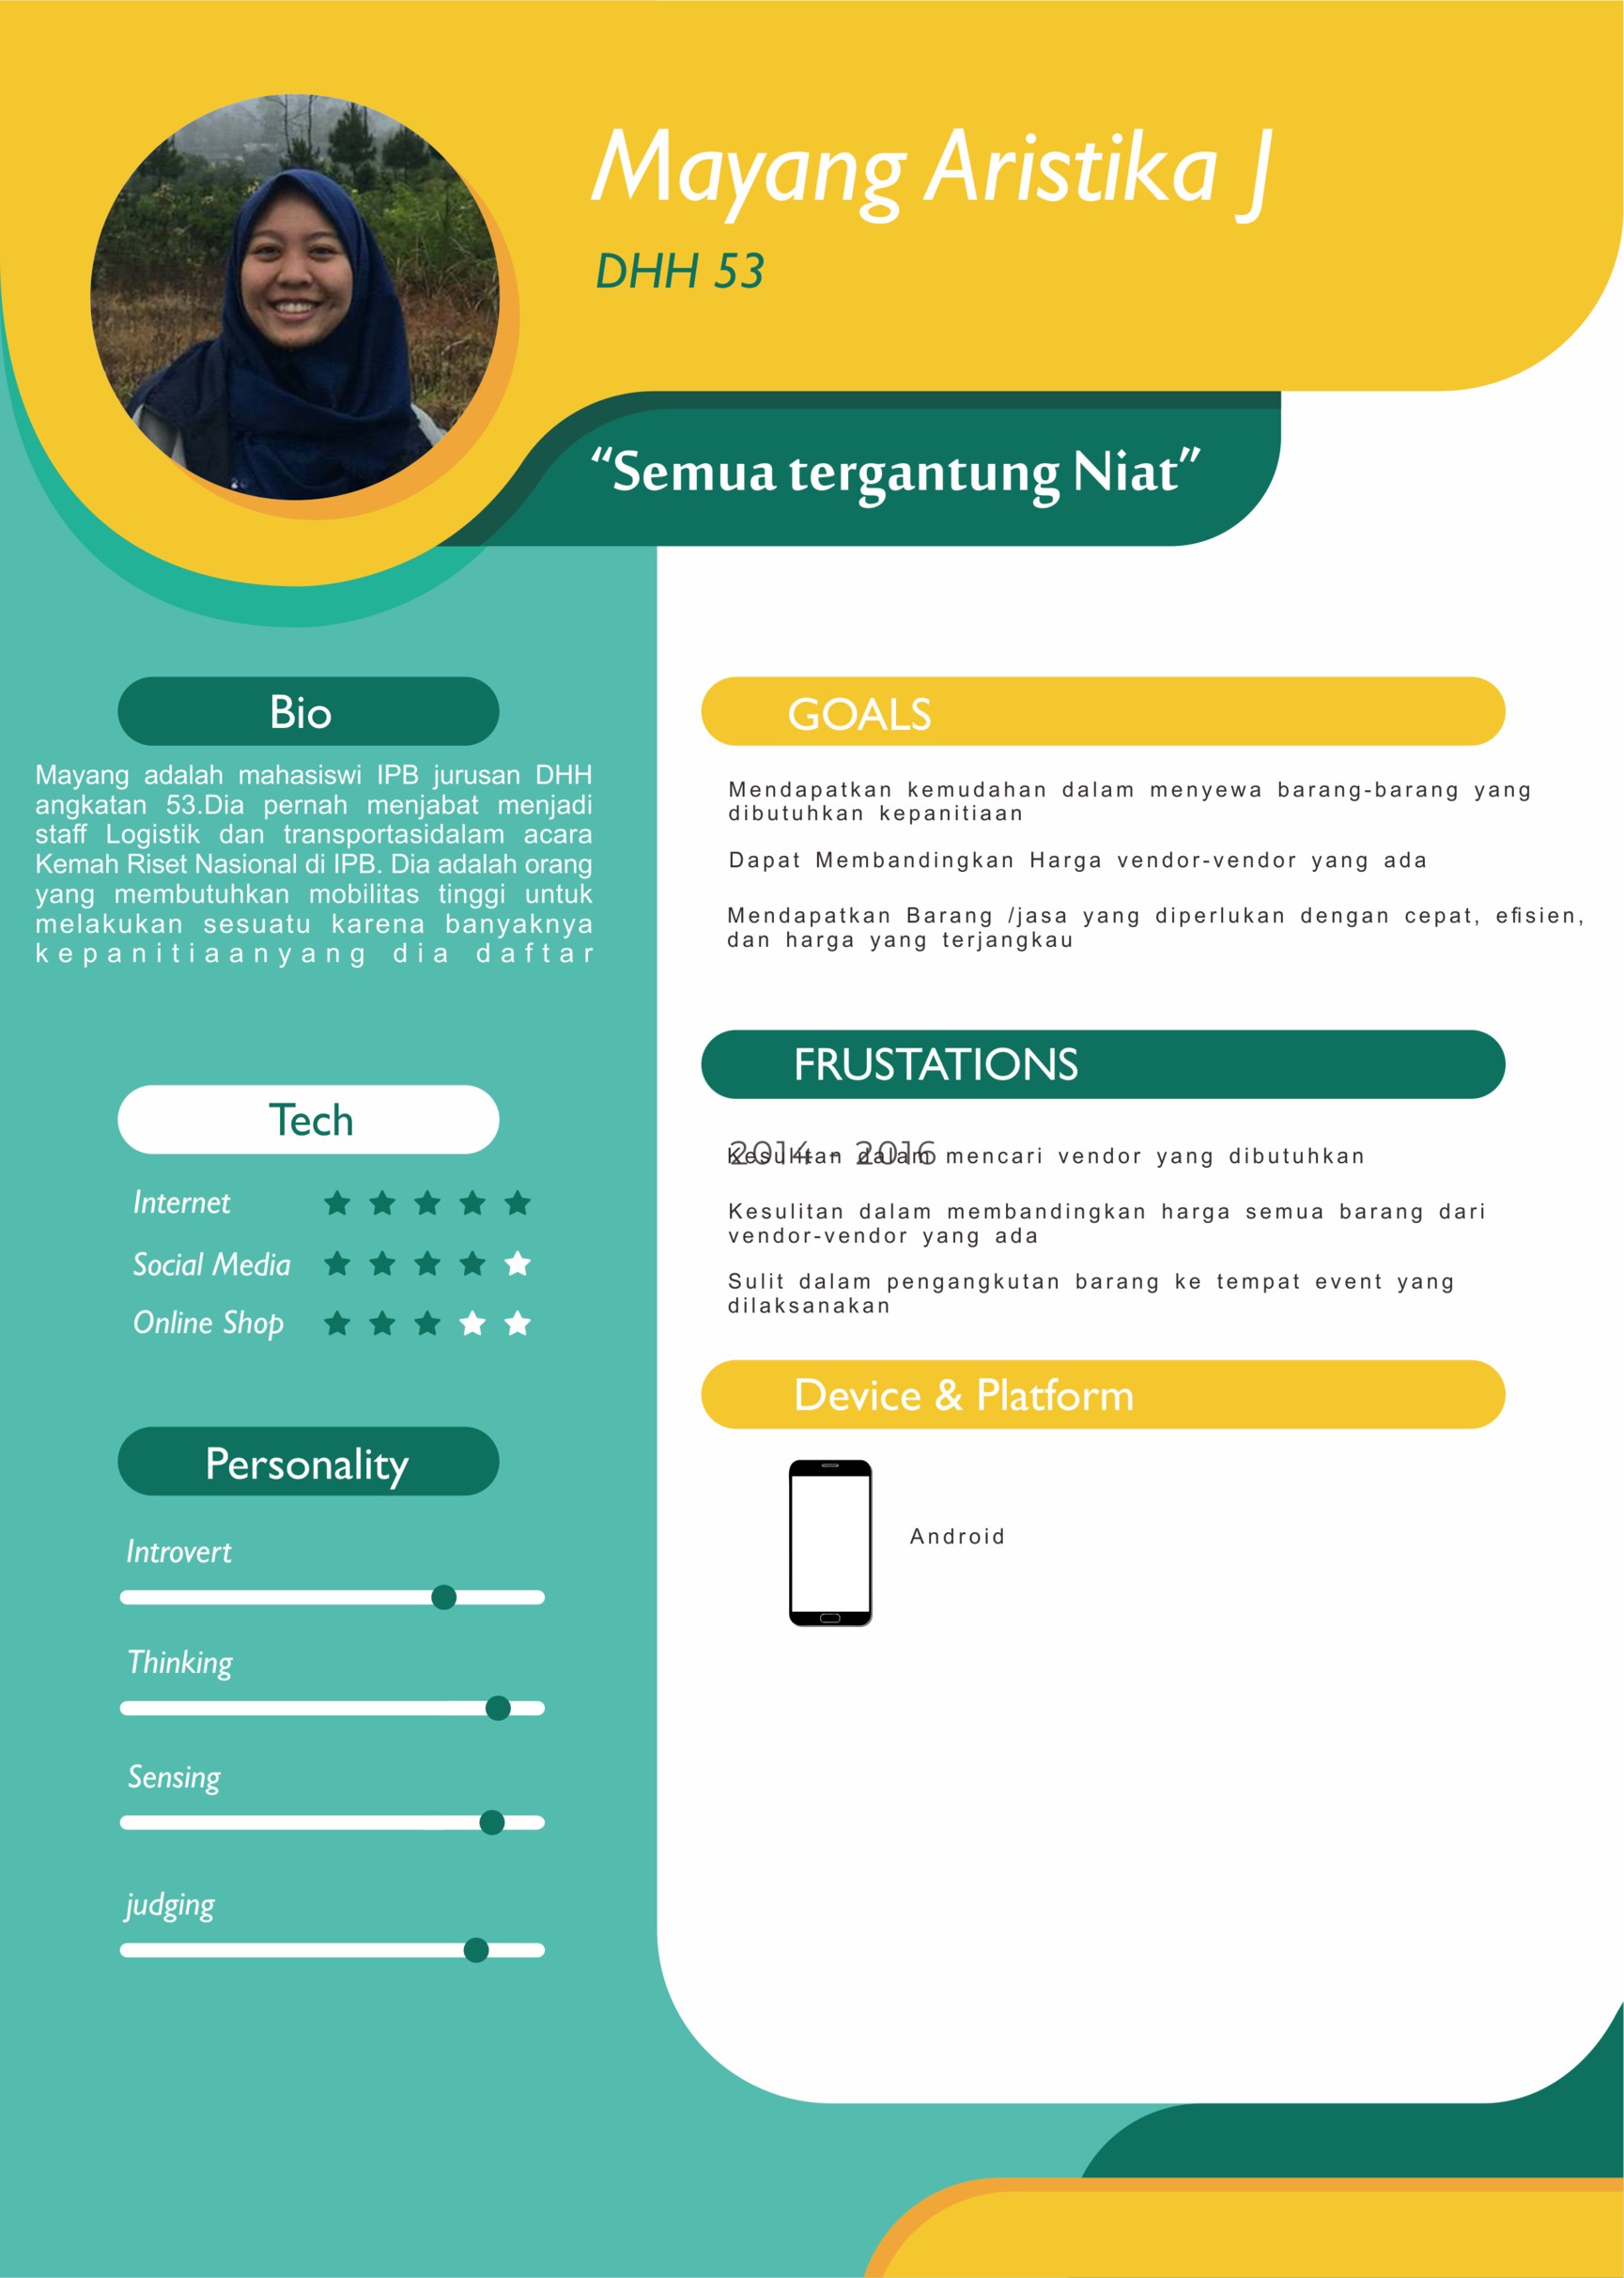 Mayang Aristika J
DHH 53
“Semua tergantung Niat”
Bio
Mayang adalah mahasiswi IPB jurusan DHH
angkatan 53.Dia pernah menjabat menjadi
staff Logistik dan transportasidalam acara
Kemah Riset Nasional di IPB. Dia adalah orang
yang membutuhkan mobilitas tinggi untuk
melakukan sesuatu karena banyaknya
kepanitiaanyang dia daftar
Tech
Internet
Social Media
Online Shop
Personality
Introvert
Thinking
Sensing
judging
GOALS
Mendapatkan kemudahan dalam menyewa barang-barang yang
dibutuhkan kepanitiaan
Dapat Membandingkan Harga vendor-vendor yang ada
Mendapatkan Barang /jasa yang diperlukan dengan cepat, efisien,
dan harga yang terjangkau
FRUSTATIONS
2014 - 2016
Kesulitan dalam mencari vendor yang dibutuhkan
Kesulitan dalam membandingkan harga semua barang dari
vendor-vendor yang ada
Sulit dalam pengangkutan barang ke tempat event yang
dilaksanakan
Device & Platform
Android